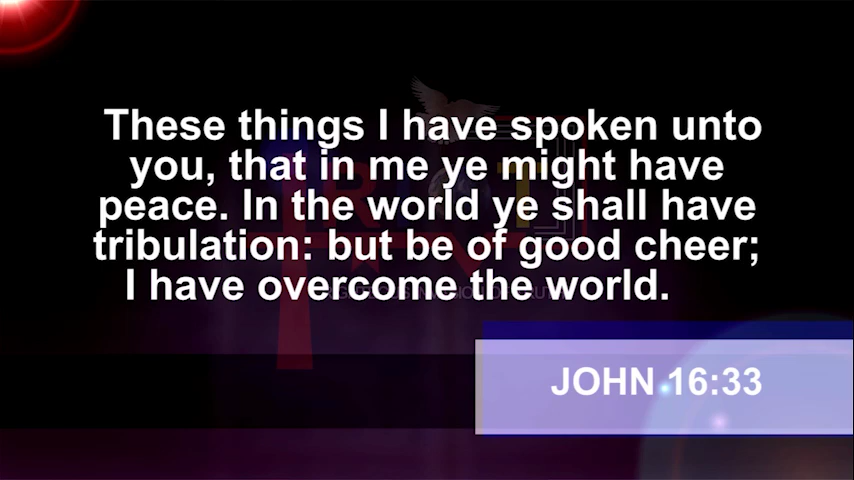 These things I have spoken unto
you, that in me ye might have
peace. In the world ye shall have
tribulation: but be of good cheer;
I have overcome the world.
JOHN 16:33